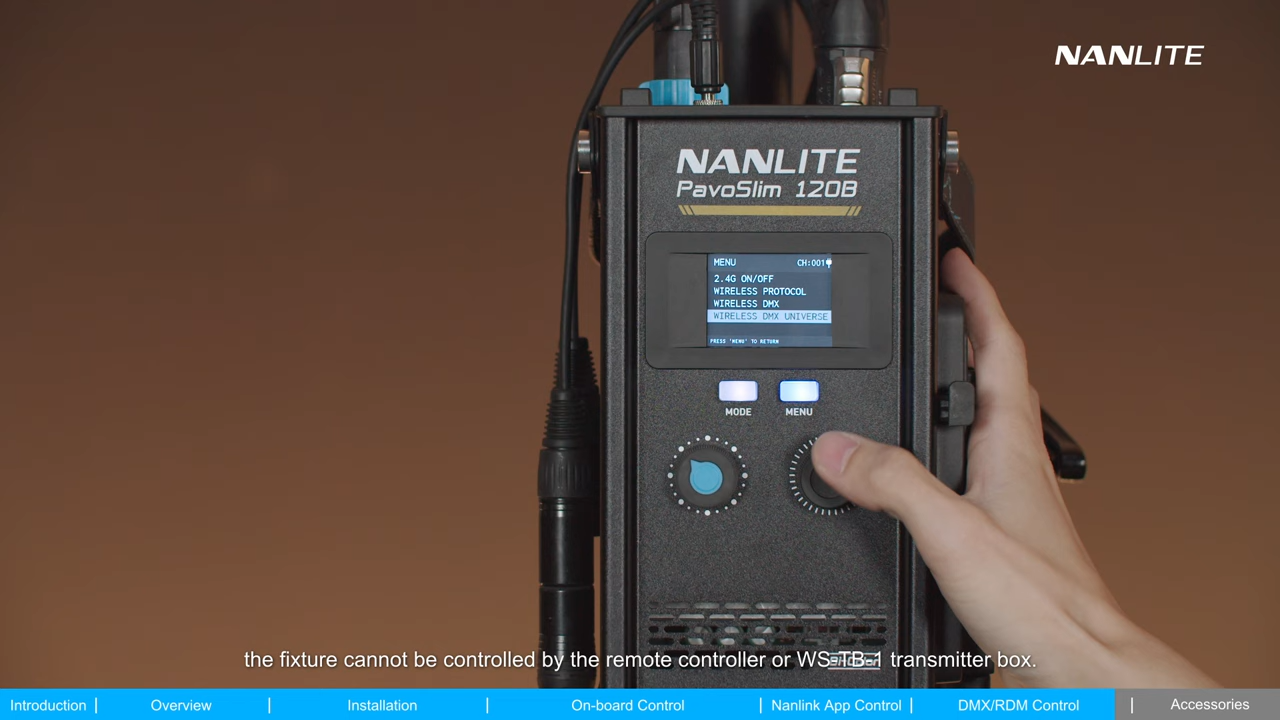 NANLITE
NANLITE
PavoSlim 120B
MENU CH:001
2.4G ON/OFF
WIRELESS PROTOCOL
WIRELESS DMX
WIRELESS DMX UNIVERSE
PRESS 'MENU' TO RETURN
MODE MENU
the fixture cannot be controlled by the remote controller or WS-TB-1 transmitter box.
Introduction | Overview | Installation | On-board Control | Nanlink App Control | DMX/RDM Control | Accessories